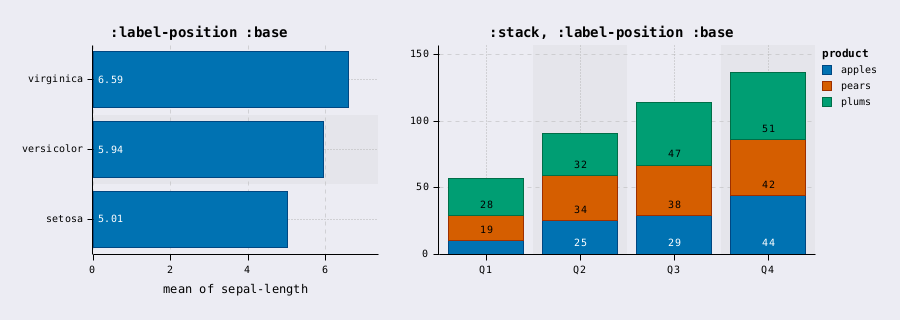 :label-position :base
virginica
6.59
versicolor
5.94
setosa
5.01
0 2 4 6
mean of sepal-length
:stack, :label-position :base
150
100
50
0
28
19
32
34
25
47
38
29
51
42
44
Q1 Q2 Q3 Q4
product
apples
pears
plums